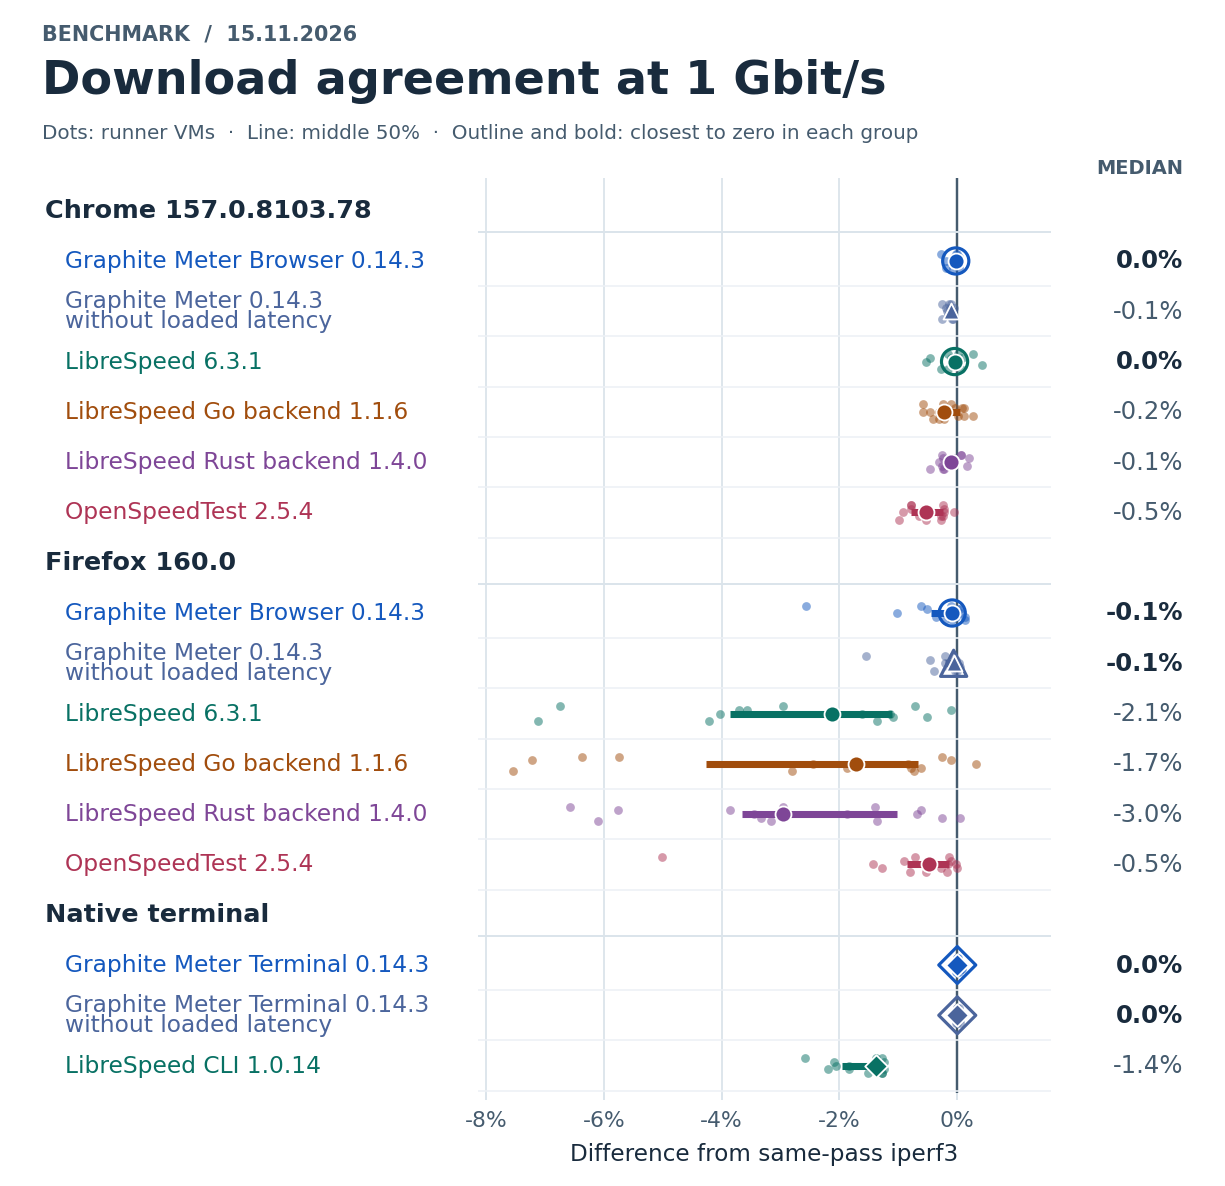 BENCHMARK / 15.11.2026
Download agreement at 1 Gbit/s
Dots: runner VMs · Line: middle 50% · Outline and bold: closest to zero in each group
MEDIAN
Chrome 157.0.8103.78
Graphite Meter Browser 0.14.3 0.0%
Graphite Meter 0.14.3
without loaded latency -0.1%
LibreSpeed 6.3.1 0.0%
LibreSpeed Go backend 1.1.6 -0.2%
LibreSpeed Rust backend 1.4.0 -0.1%
OpenSpeedTest 2.5.4 -0.5%
Firefox 160.0
Graphite Meter Browser 0.14.3 -0.1%
Graphite Meter 0.14.3
without loaded latency -0.1%
LibreSpeed 6.3.1 -2.1%
LibreSpeed Go backend 1.1.6 -1.7%
LibreSpeed Rust backend 1.4.0 -3.0%
OpenSpeedTest 2.5.4 -0.5%
Native terminal
Graphite Meter Terminal 0.14.3 0.0%
Graphite Meter Terminal 0.14.3
without loaded latency 0.0%
LibreSpeed CLI 1.0.14 -1.4%
-8% -6% -4% -2% 0%
Difference from same-pass iperf3